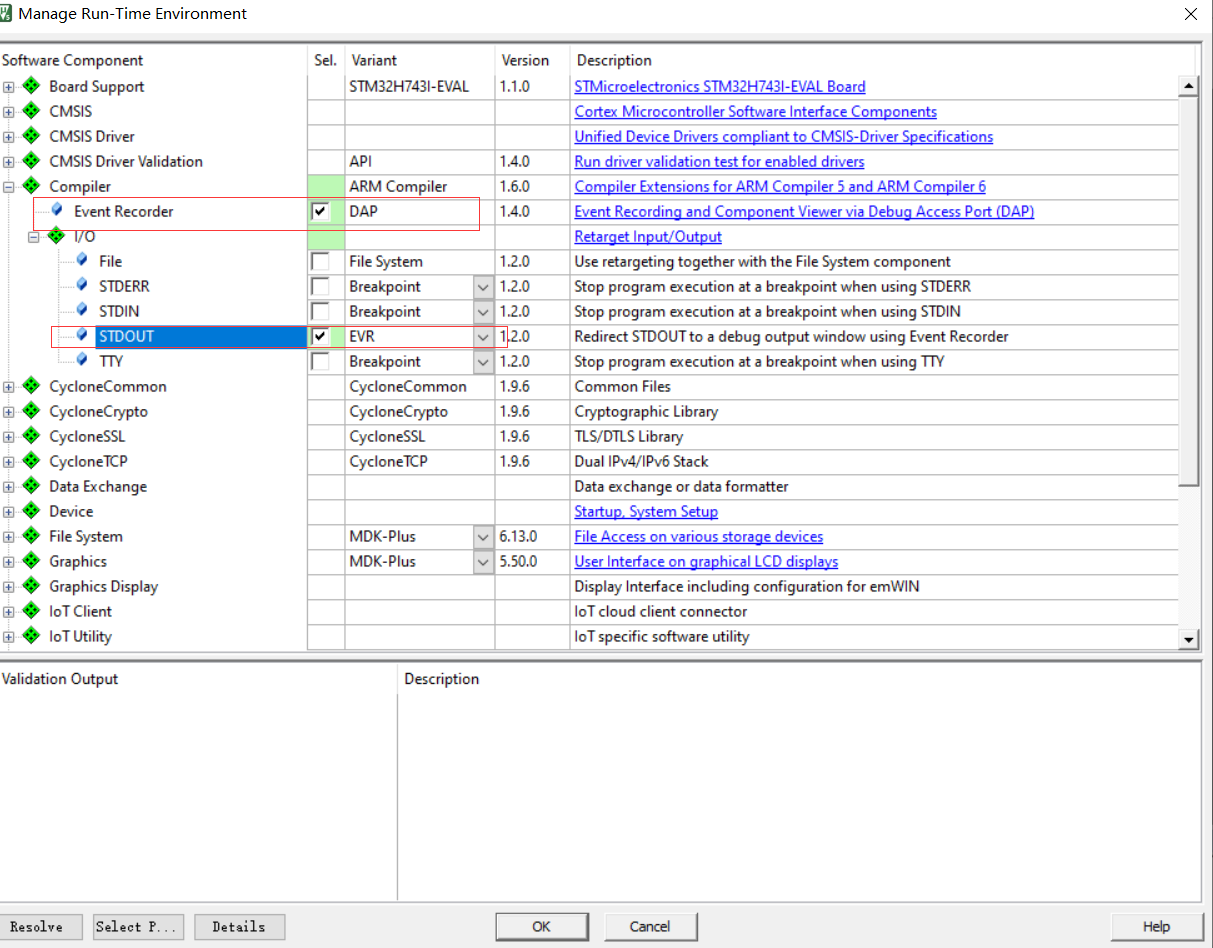 Manage Run-Time Environment
Software Component Sel. Variant Version Description
Board Support STM32H743I-EVAL 1.1.0 STMicroelectronics STM32H743I-EVAL Board
CMSIS Cortex Microcontroller Software Interface Components
CMSIS Driver Unified Device Drivers compliant to CMSIS-Driver Specifications
CMSIS Driver Validation API 1.4.0 Run driver validation test for enabled drivers
Compiler ARM Compiler 1.6.0 Compiler Extensions for ARM Compiler 5 and ARM Compiler 6
Event Recorder DAP 1.4.0 Event Recording and Component Viewer via Debug Access Port (DAP)
I/O Retarget Input/Output
File File System 1.2.0 Use retargeting together with the File System component
STDERR Breakpoint 1.2.0 Stop program execution at a breakpoint when using STDERR
STDIN Breakpoint 1.2.0 Stop program execution at a breakpoint when using STDIN
STDOUT EVR 1.2.0 Redirect STDOUT to a debug output window using Event Recorder
TTY Breakpoint 1.2.0 Stop program execution at a breakpoint when using TTY
CycloneCommon CycloneCommon 1.9.6 Common Files
CycloneCrypto CycloneCrypto 1.9.6 Cryptographic Library
CycloneSSL CycloneSSL 1.9.6 TLS/DTLS Library
CycloneTCP CycloneTCP 1.9.6 Dual IPv4/IPv6 Stack
Data Exchange Data exchange or data formatter
Device Startup, System Setup
File System MDK-Plus 6.13.0 File Access on various storage devices
Graphics MDK-Plus 5.50.0 User Interface on graphical LCD displays
Graphics Display Display Interface including configuration for emWIN
IoT Client IoT cloud client connector
IoT Utility IoT specific software utility
Validation Output Description
Resolve Select P... Details OK Cancel Help